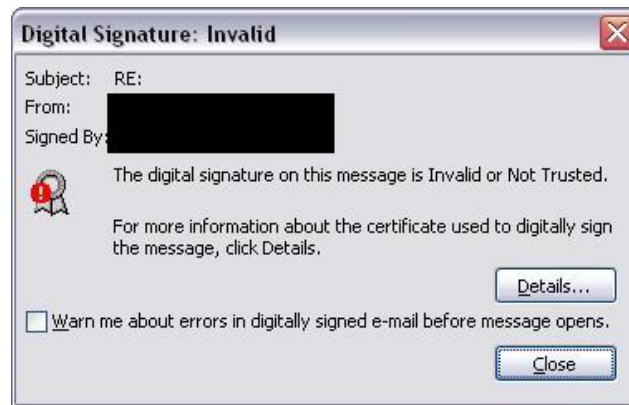 Digital Signature: Invalid
Subject: RE:
From:
Signed By:
The digital signature on this message is Invalid or Not Trusted.
For more information about the certificate used to digitally sign
the message, click Details.
Details...
Warn me about errors in digitally signed e-mail before message opens.
Close